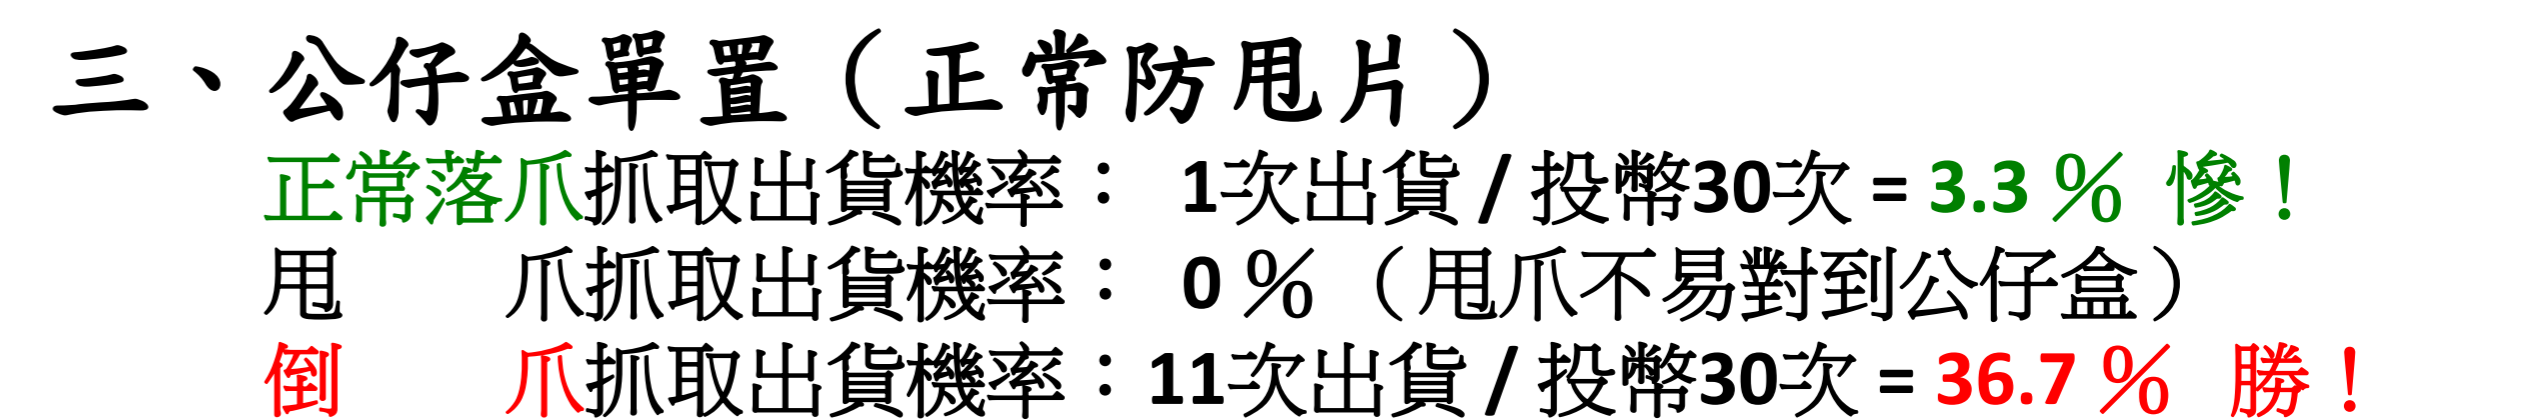 三、公仔盒單置（正常防甩片）
正常落爪抓取出貨機率： 1次出貨 / 投幣30次 = 3.3％ 慘！
甩　　爪抓取出貨機率： 0％（甩爪不易對到公仔盒）
倒　　爪抓取出貨機率：11次出貨 / 投幣30次 = 36.7％ 勝！